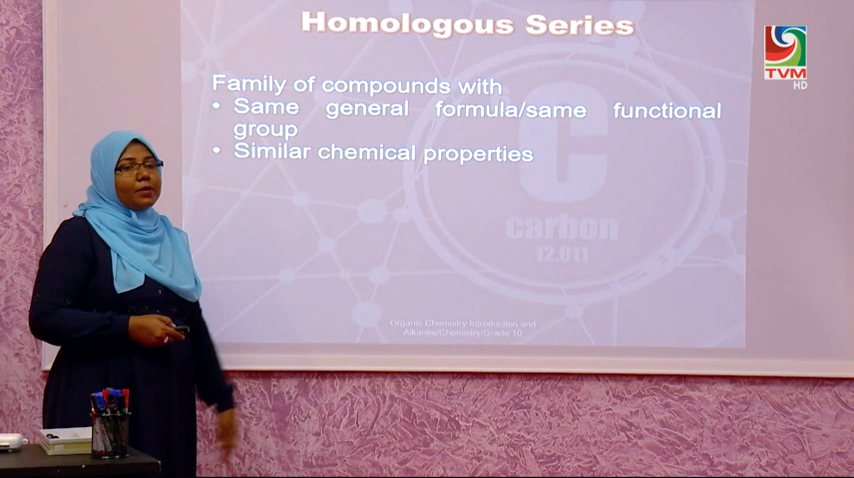 Homologous Series
TVM
HD
Family of compounds with
• Same general formula/same functional
group
• Similar chemical properties
C
carbon
12.011
Organic Chemistry Introduction and
Alkanes/Chemistry/Grade 10